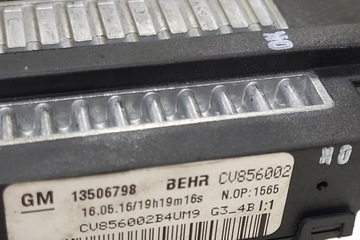 OK
OK
GM 13506798 BEHR CV856002
16.05.16/19h19m16s N.OP:1565
CV856002B4UM9 G3_4B I:1